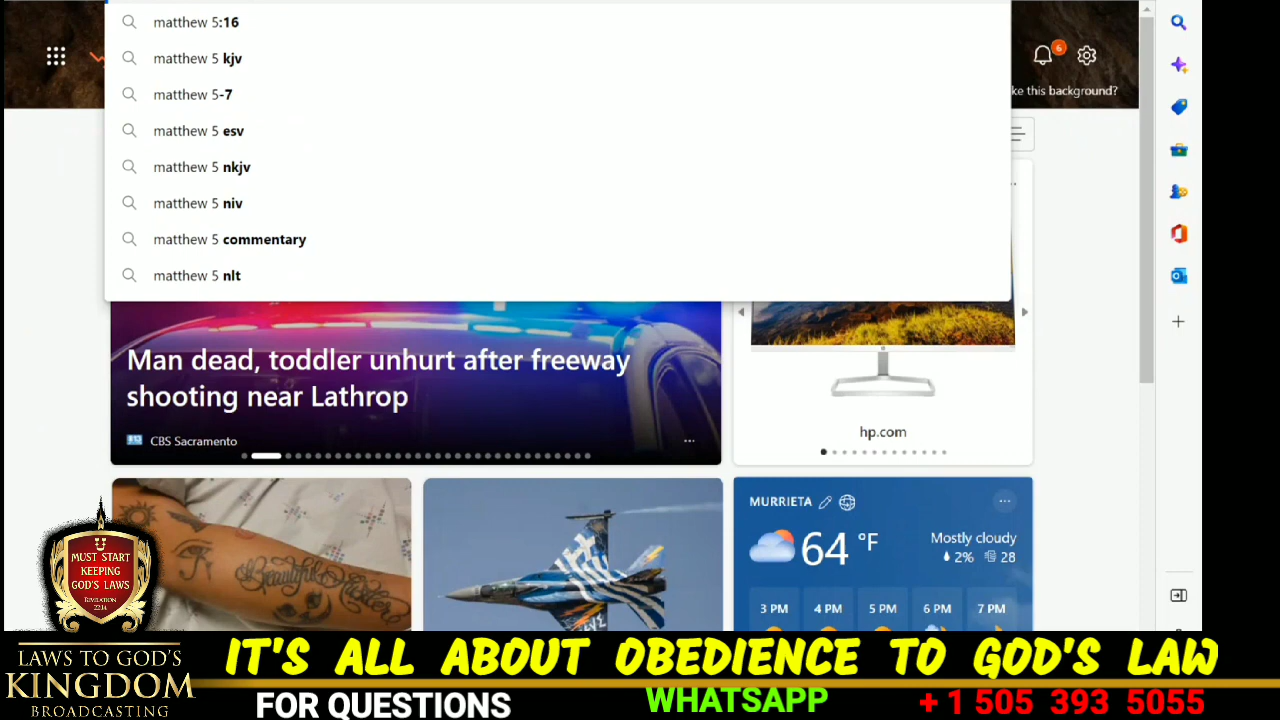 matthew 5:16
matthew 5 kjv
matthew 5-7
matthew 5 esv
matthew 5 nkjv
matthew 5 niv
matthew 5 commentary
matthew 5 nlt
6
ke this background?
Man dead, toddler unhurt after freeway
shooting near Lathrop
CBS Sacramento
hp.com
MURRIETA
64 °F
Mostly cloudy
2% 28
3 PM 4 PM 5 PM 6 PM 7 PM
MUST START
KEEPING
GOD'S LAWS
REVELATION
22:14
LAWS TO GOD'S
KINGDOM
BROADCASTING
IT'S ALL ABOUT OBEDIENCE TO GOD'S LAW
FOR QUESTIONS WHATSAPP + 1 505 393 5055